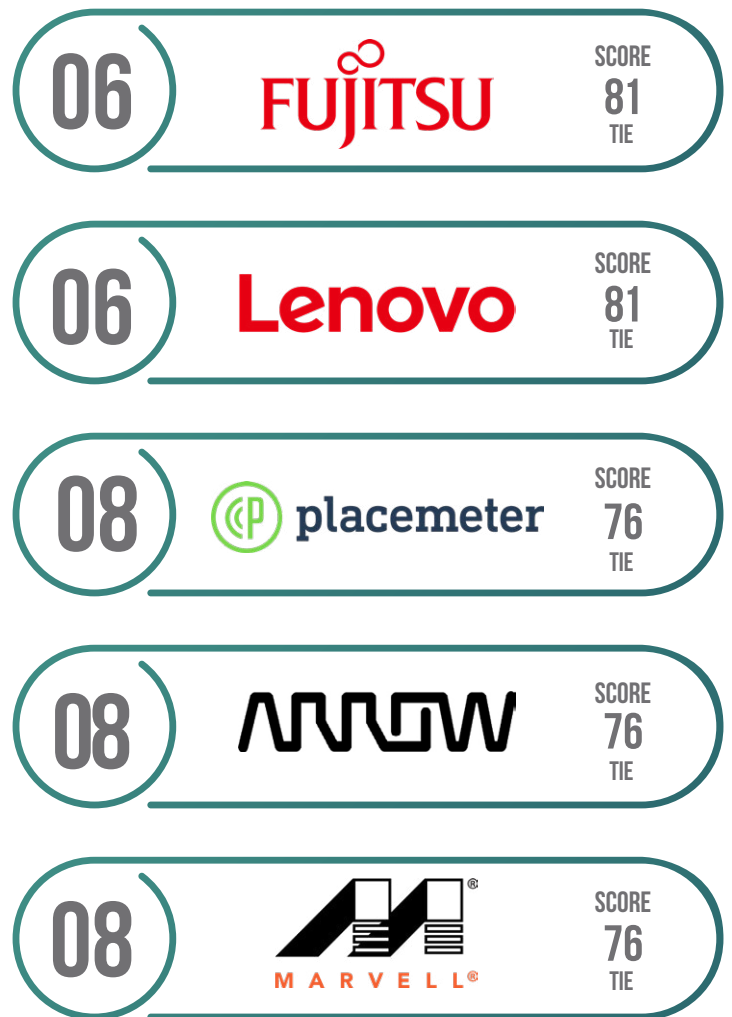 06
FUJITSU
SCORE
81
TIE
06
Lenovo
SCORE
81
TIE
08
CP placemeter
SCORE
76
TIE
08
ARROW
SCORE
76
TIE
08
M®
MARVELL®
SCORE
76
TIE